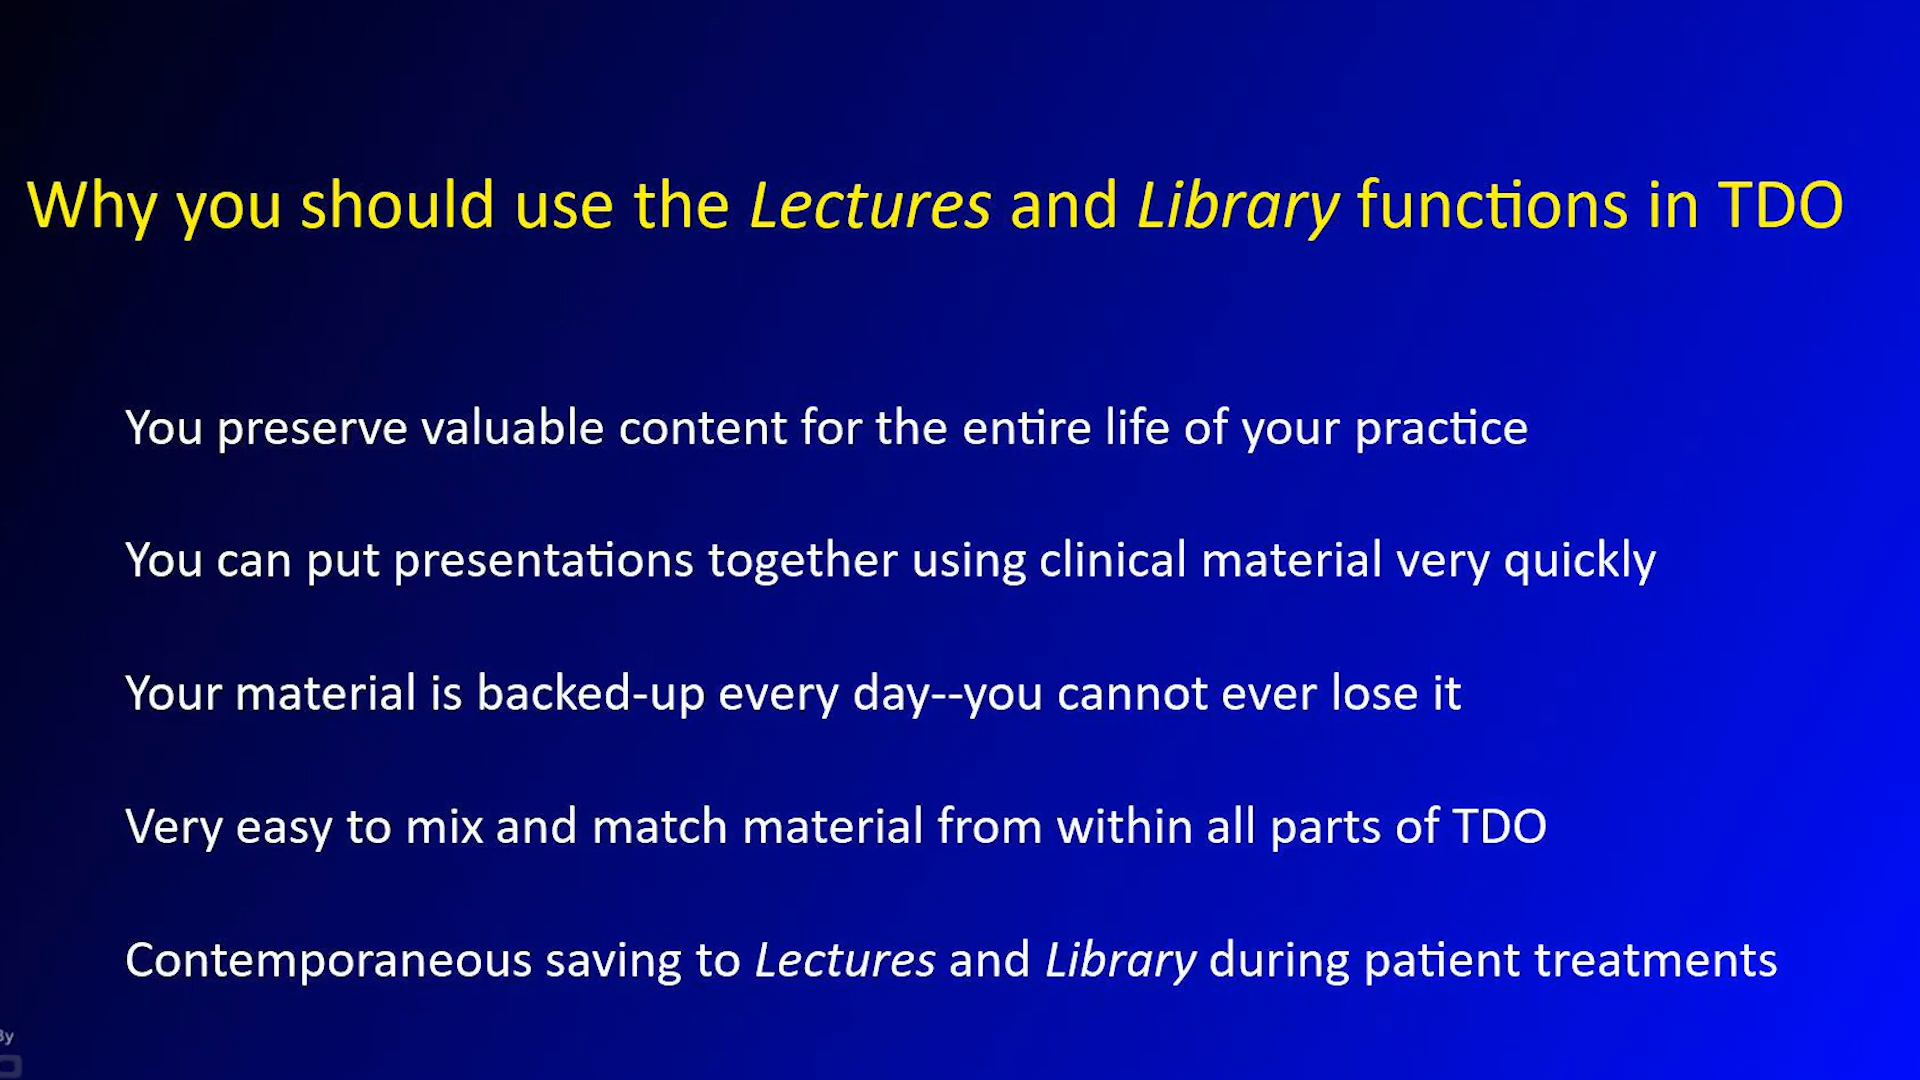 Why you should use the Lectures and Library functions in TDO
You preserve valuable content for the entire life of your practice
You can put presentations together using clinical material very quickly
Your material is backed-up every day--you cannot ever lose it
Very easy to mix and match material from within all parts of TDO
Contemporaneous saving to Lectures and Library during patient treatments
By